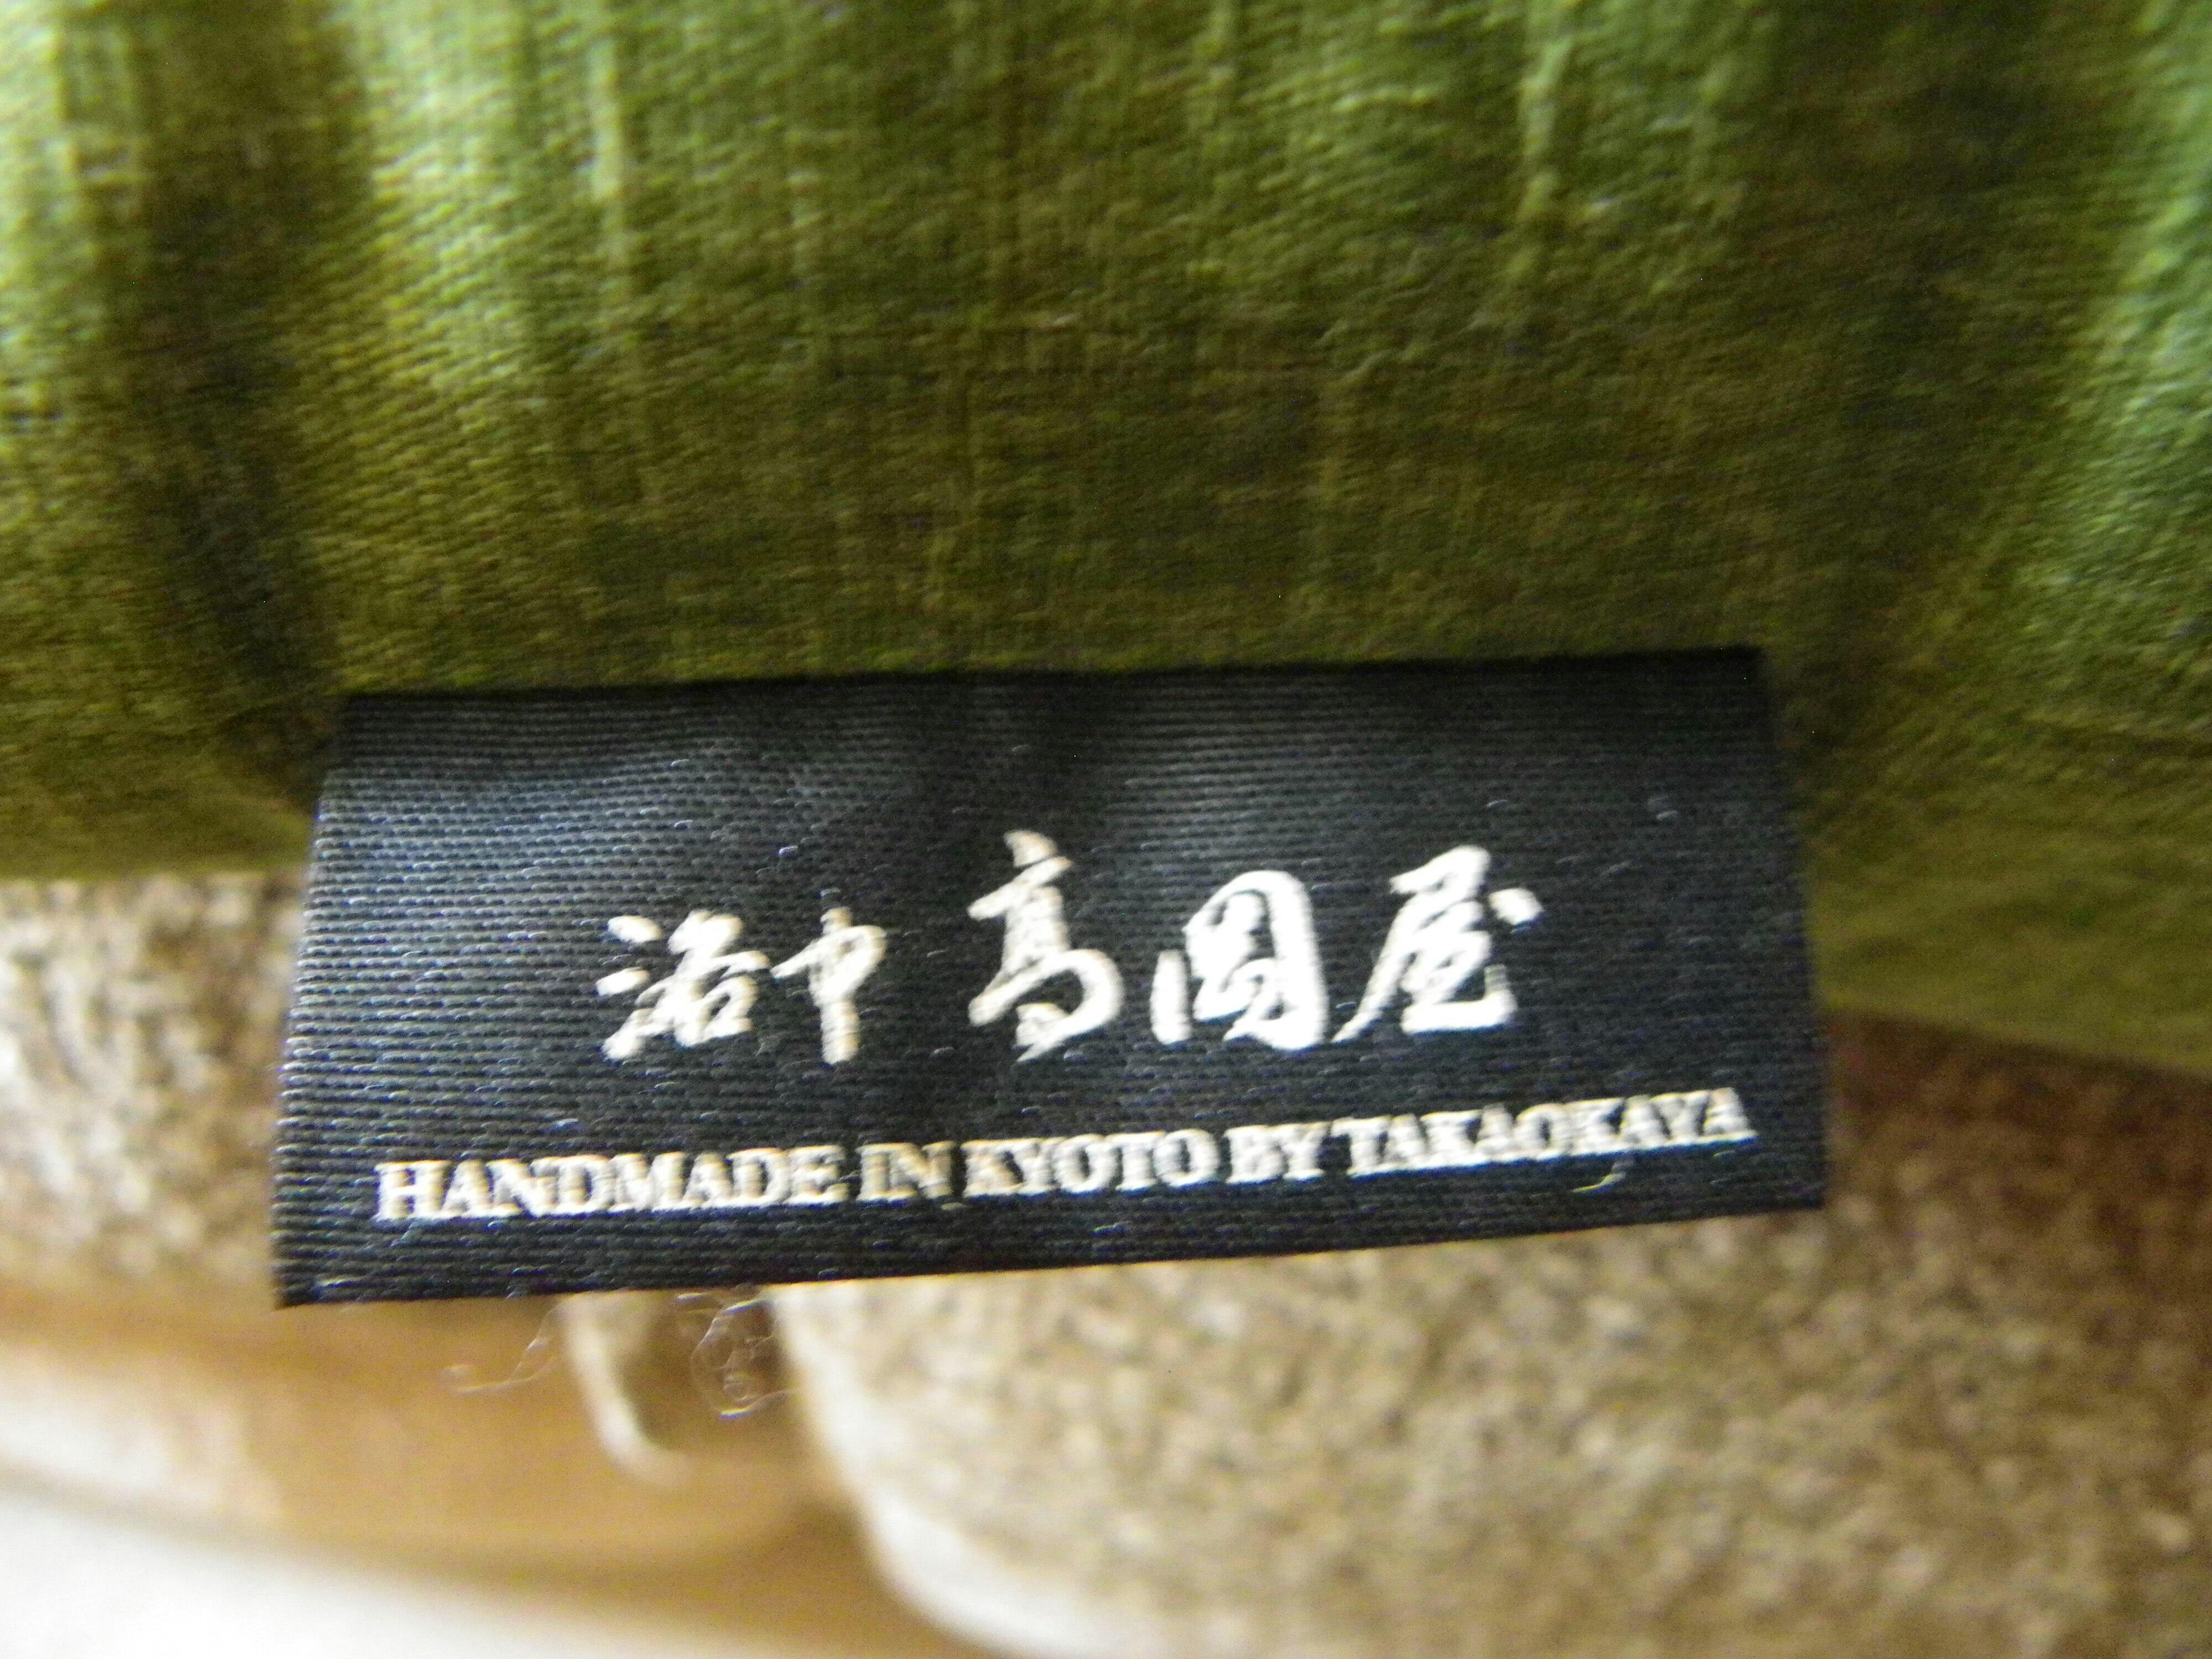 洛中 高岡屋
HANDMADE IN KYOTO BY TAKAOKAYA